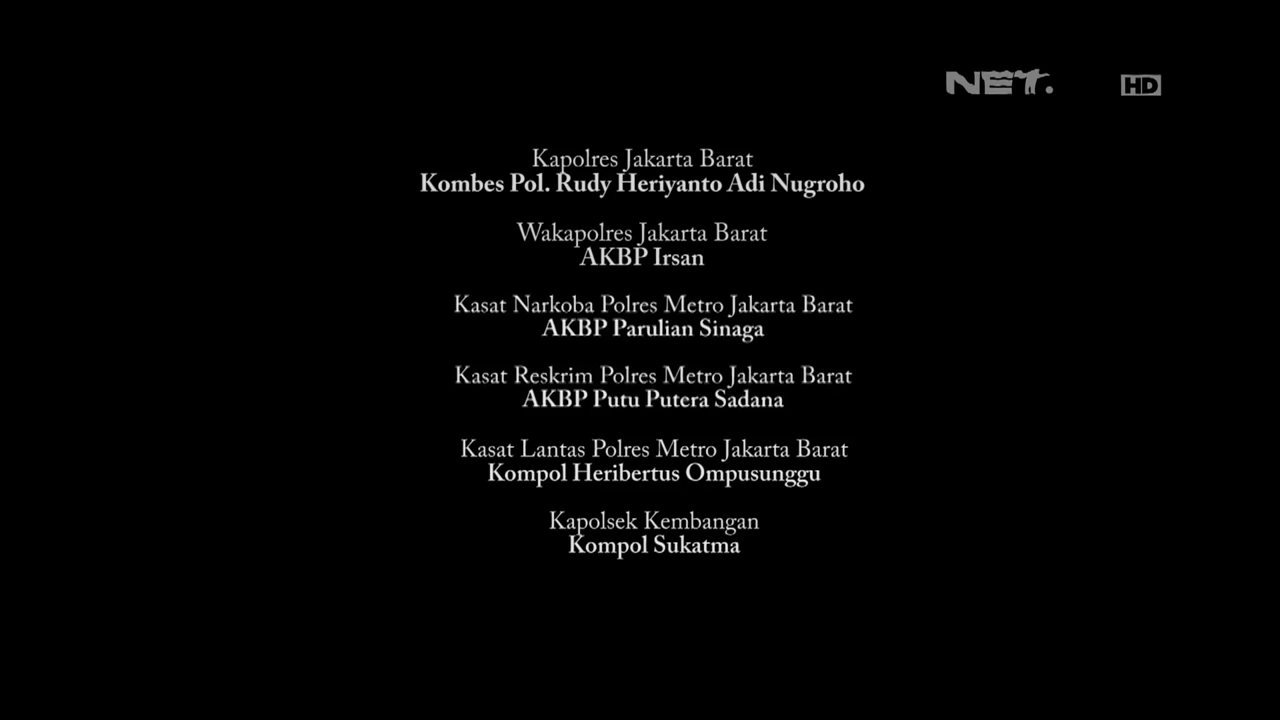 NET.
HD
Kapolres Jakarta Barat
Kombes Pol. Rudy Heriyanto Adi Nugroho
Wakapolres Jakarta Barat
AKBP Irsan
Kasat Narkoba Polres Metro Jakarta Barat
AKBP Parulian Sinaga
Kasat Reskrim Polres Metro Jakarta Barat
AKBP Putu Putera Sadana
Kasat Lantas Polres Metro Jakarta Barat
Kompol Heribertus Ompusunggu
Kapolsek Kembangan
Kompol Sukatma